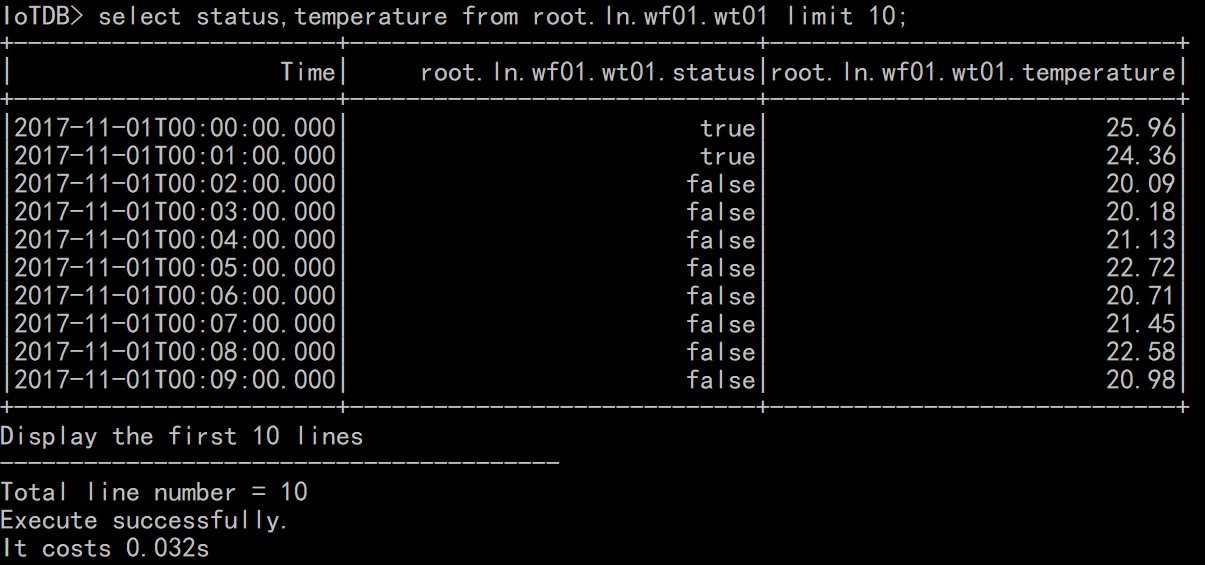 IoTDB> select status,temperature from root.ln.wf01.wt01 limit 10;
+-----------------------+------------------------------+------------------------------+
| Time| root.ln.wf01.wt01.status|root.ln.wf01.wt01.temperature|
+-----------------------+------------------------------+------------------------------+
|2017-11-01T00:00:00.000| true| 25.96|
|2017-11-01T00:01:00.000| true| 24.36|
|2017-11-01T00:02:00.000| false| 20.09|
|2017-11-01T00:03:00.000| false| 20.18|
|2017-11-01T00:04:00.000| false| 21.13|
|2017-11-01T00:05:00.000| false| 22.72|
|2017-11-01T00:06:00.000| false| 20.71|
|2017-11-01T00:07:00.000| false| 21.45|
|2017-11-01T00:08:00.000| false| 22.58|
|2017-11-01T00:09:00.000| false| 20.98|
+-----------------------+------------------------------+------------------------------+
Display the first 10 lines
----------------------------------------
Total line number = 10
Execute successfully.
It costs 0.032s